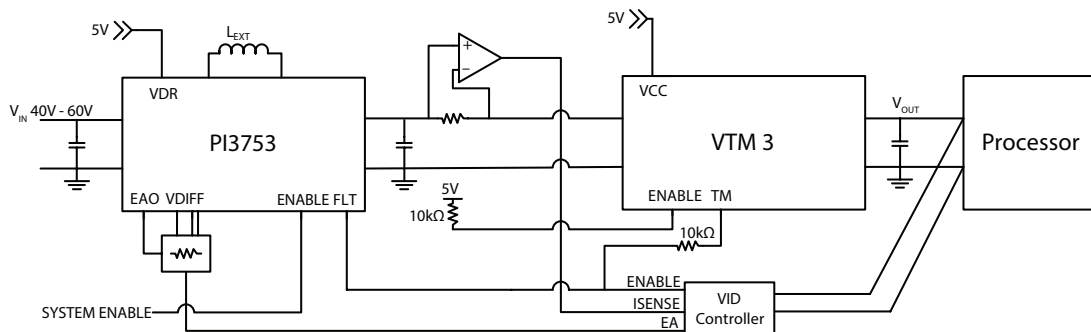 5V
L_EXT
5V
VDR
VCC
V_IN 40V - 60V
V_OUT
PI3753
VTM 3
Processor
EAO VDIFF ENABLE FLT
5V
10kΩ
ENABLE TM
10kΩ
ENABLE
SYSTEM ENABLE
ISENSE
EA
VID
Controller